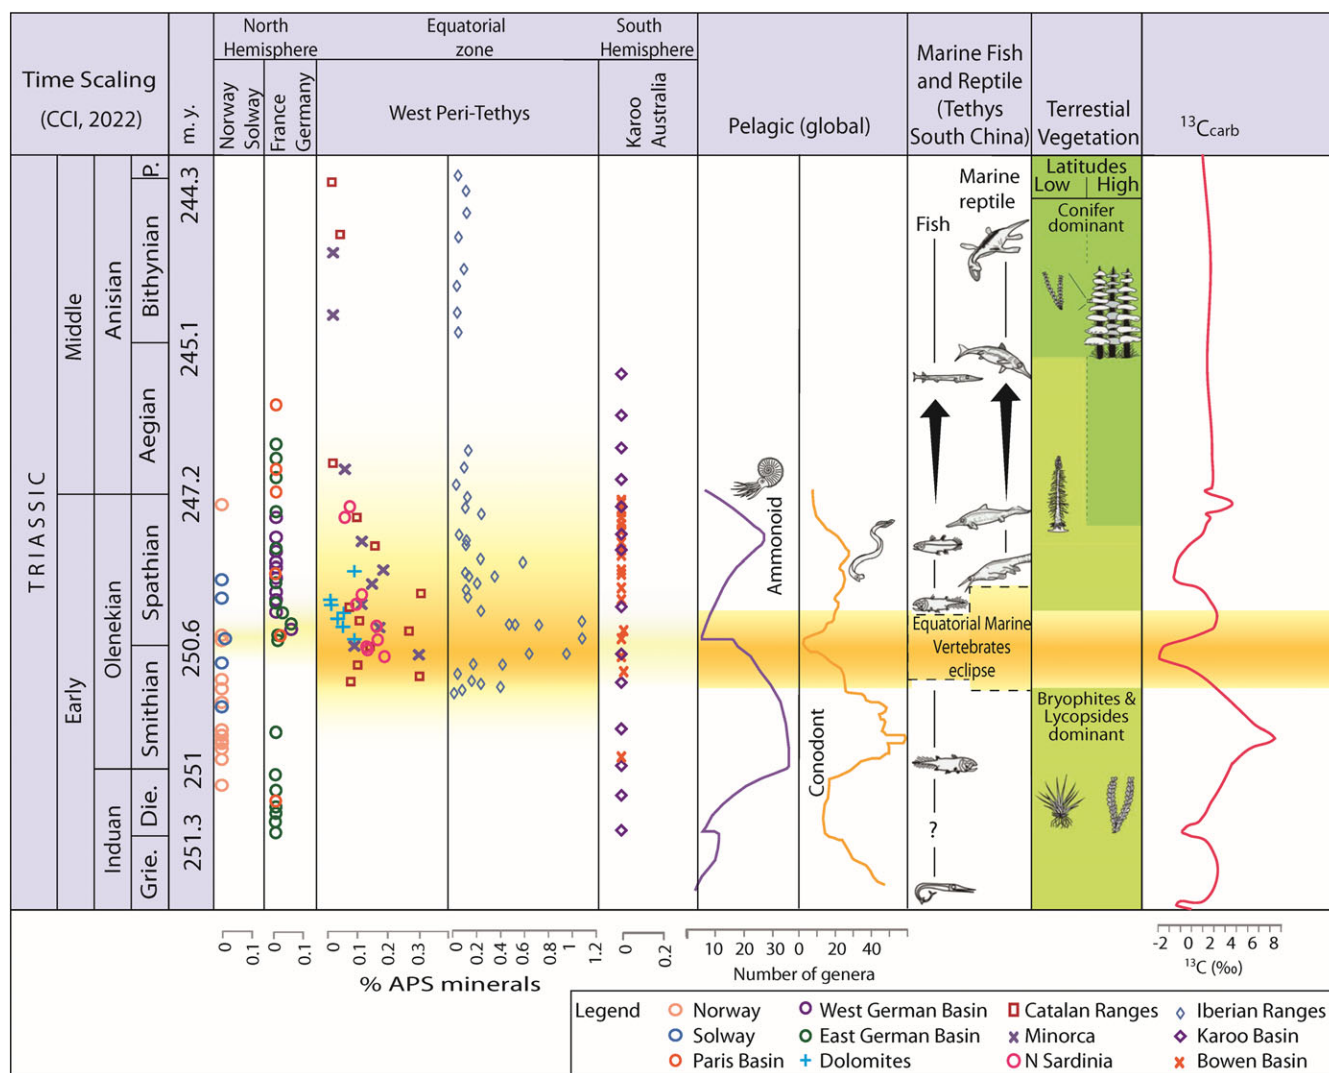 North
Hemisphere
Equatorial
zone
South
Hemisphere
Time Scaling
(CCI, 2022)
m. y.
Norway
Solway
France
Germany
West Peri-Tethys
Karoo
Australia
Pelagic (global)
Marine Fish
and Reptile
(Tethys
South China)
Terrestial
Vegetation
13Ccarb
TRIASSIC
Middle
Early
Anisian
Olenekian
Induan
P.
Bithynian
Aegian
Spathian
Smithian
Die.
Grie.
244.3
245.1
247.2
250.6
251
251.3
Ammonoid
Conodont
Marine
reptile
Fish
Equatorial Marine
Vertebrates
eclipse
?
Latitudes
Low High
Conifer
dominant
Bryophites &
Lycopsides
dominant
0 0.1
0 0.1
0 0.1 0.3
0 0.2 0.4 0.6 0.8 1 1.2
0 0.2
10 30 0 20 40
-2 0 2 4 6 8
% APS minerals
Number of genera
13C (‰)
Legend
Norway
West German Basin
Catalan Ranges
Iberian Ranges
Solway
East German Basin
Minorca
Karoo Basin
Paris Basin
Dolomites
N Sardinia
Bowen Basin